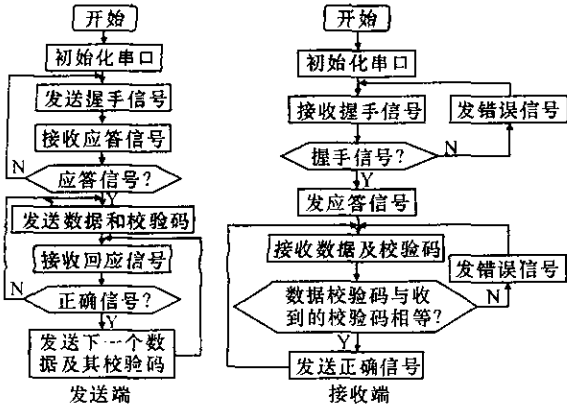 开始
初始化串口
发送握手信号
接收应答信号
应答信号?
N
Y
发送数据和校验码
接收回应信号
正确信号?
N
Y
发送下一个数
据及其校验码
发送端
开始
初始化串口
接收握手信号
发错误信号
握手信号?
N
Y
发应答信号
接收数据及校验码
发错误信号
数据校验码与收
到的校验码相等?
N
Y
发送正确信号
接收端